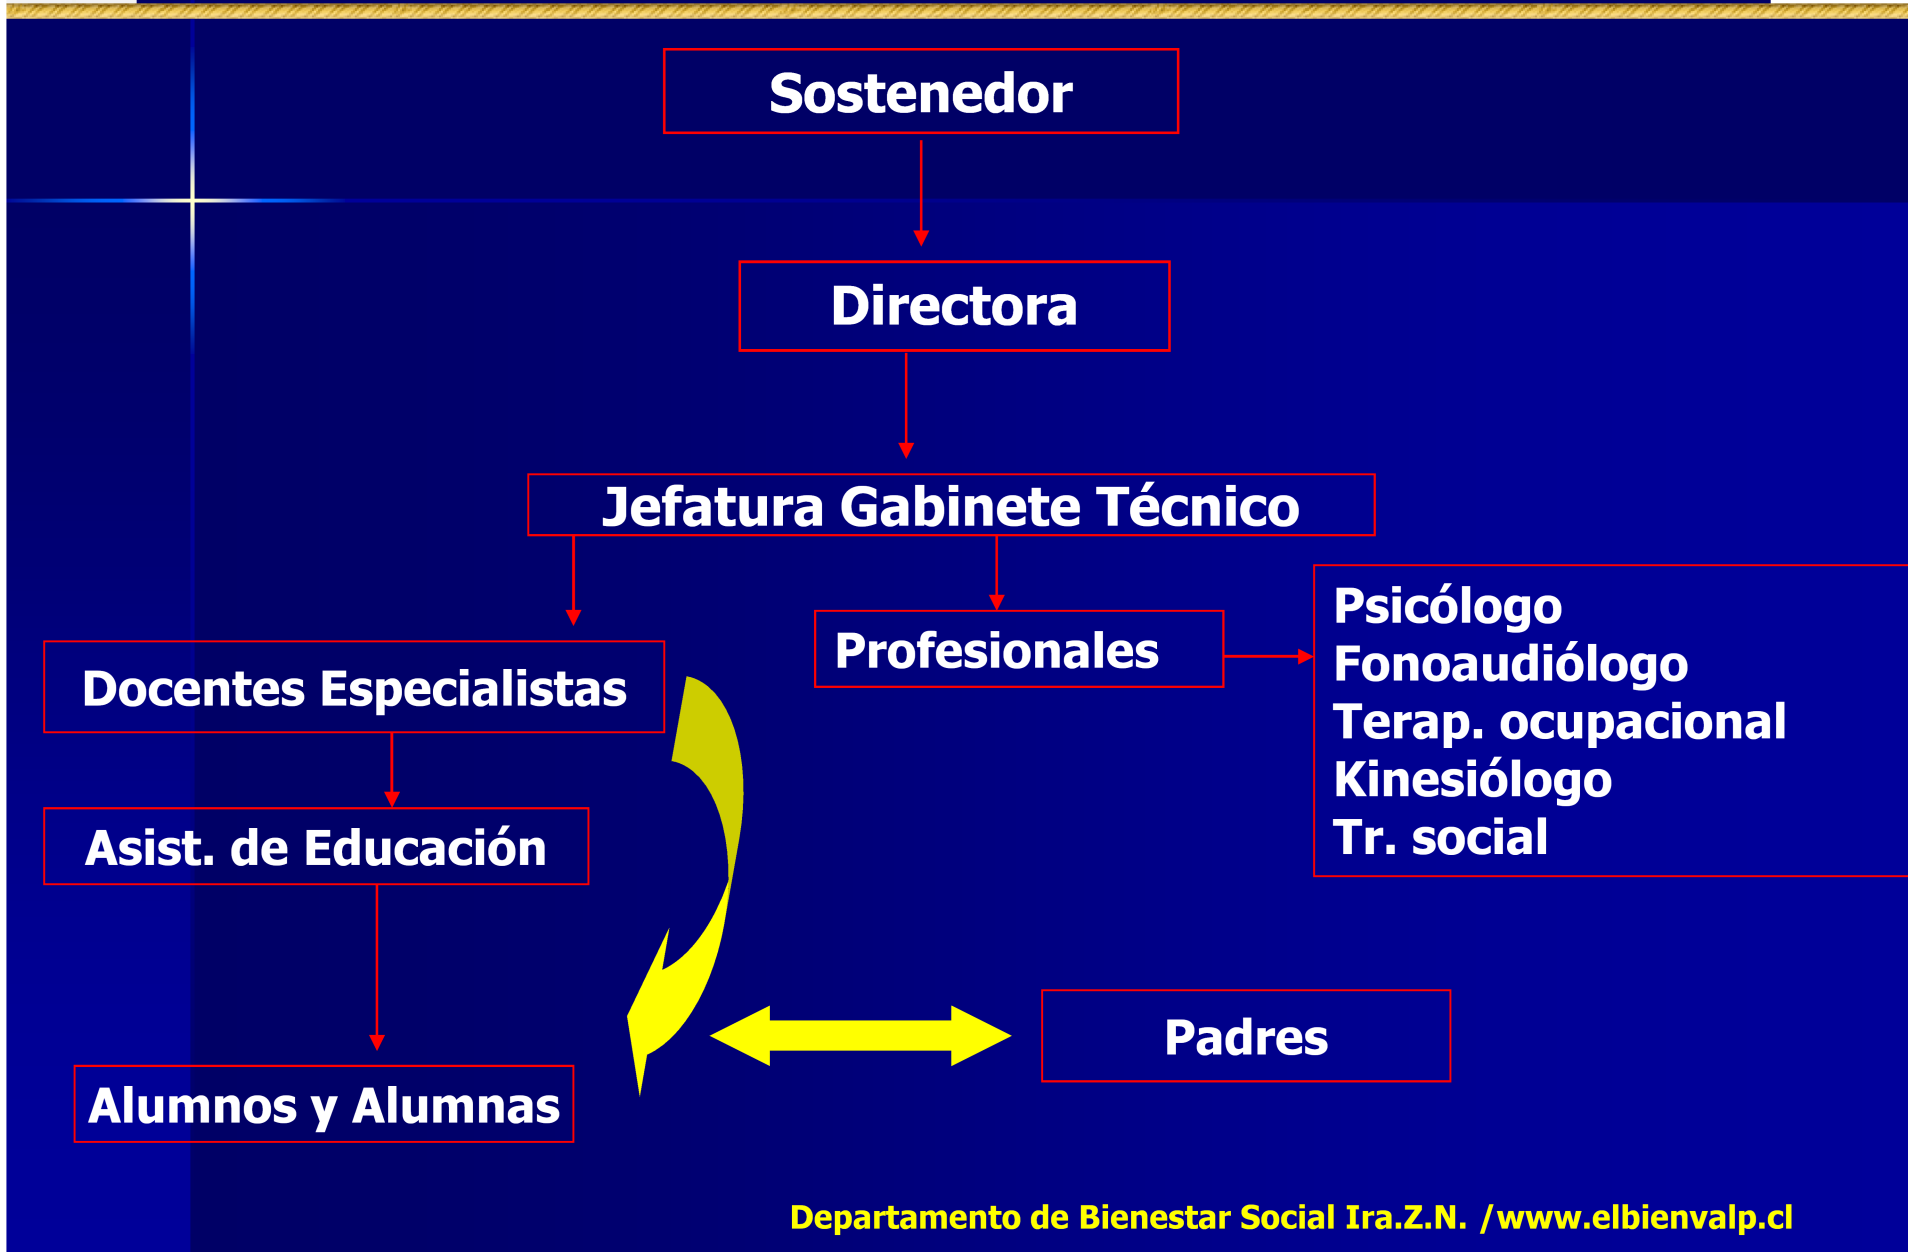 Sostenedor
Directora
Jefatura Gabinete Técnico
Profesionales
Psicólogo
Fonoaudiólogo
Terap. ocupacional
Kinesiólogo
Tr. social
Docentes Especialistas
Asist. de Educación
Alumnos y Alumnas
Padres
Departamento de Bienestar Social Ira.Z.N. /www.elbienvalp.cl